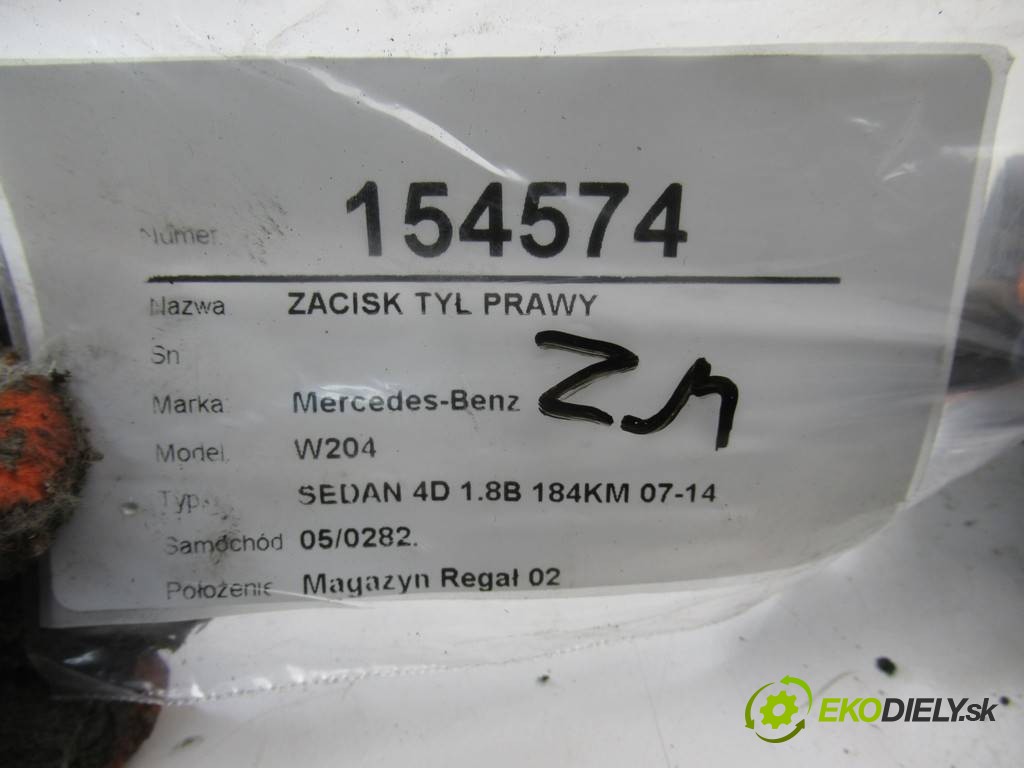 Numer 154574
Nazwa ZACISK TYŁ PRAWY
Sn
Marka Mercedes-Benz
Model W204
Typ SEDAN 4D 1.8B 184KM 07-14
Samochód 05/0282.
Położenie Magazyn Regał 02
EKODIELY.sk